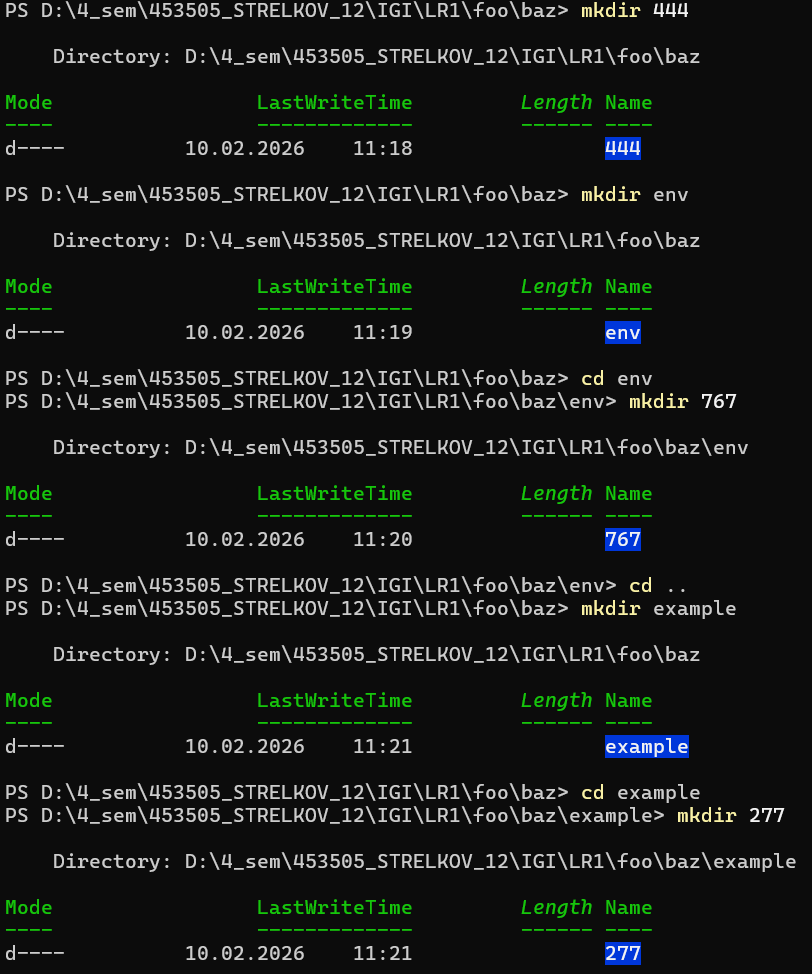 PS D:\4_sem\453505_STRELKOV_12\IGI\LR1\foo\baz> mkdir 444
Directory: D:\4_sem\453505_STRELKOV_12\IGI\LR1\foo\baz
Mode LastWriteTime Length Name
---- ------------- ------ ----
d---- 10.02.2026 11:18 444
PS D:\4_sem\453505_STRELKOV_12\IGI\LR1\foo\baz> mkdir env
Directory: D:\4_sem\453505_STRELKOV_12\IGI\LR1\foo\baz
Mode LastWriteTime Length Name
---- ------------- ------ ----
d---- 10.02.2026 11:19 env
PS D:\4_sem\453505_STRELKOV_12\IGI\LR1\foo\baz> cd env
PS D:\4_sem\453505_STRELKOV_12\IGI\LR1\foo\baz\env> mkdir 767
Directory: D:\4_sem\453505_STRELKOV_12\IGI\LR1\foo\baz\env
Mode LastWriteTime Length Name
---- ------------- ------ ----
d---- 10.02.2026 11:20 767
PS D:\4_sem\453505_STRELKOV_12\IGI\LR1\foo\baz\env> cd ..
PS D:\4_sem\453505_STRELKOV_12\IGI\LR1\foo\baz> mkdir example
Directory: D:\4_sem\453505_STRELKOV_12\IGI\LR1\foo\baz
Mode LastWriteTime Length Name
---- ------------- ------ ----
d---- 10.02.2026 11:21 example
PS D:\4_sem\453505_STRELKOV_12\IGI\LR1\foo\baz> cd example
PS D:\4_sem\453505_STRELKOV_12\IGI\LR1\foo\baz\example> mkdir 277
Directory: D:\4_sem\453505_STRELKOV_12\IGI\LR1\foo\baz\example
Mode LastWriteTime Length Name
---- ------------- ------ ----
d---- 10.02.2026 11:21 277